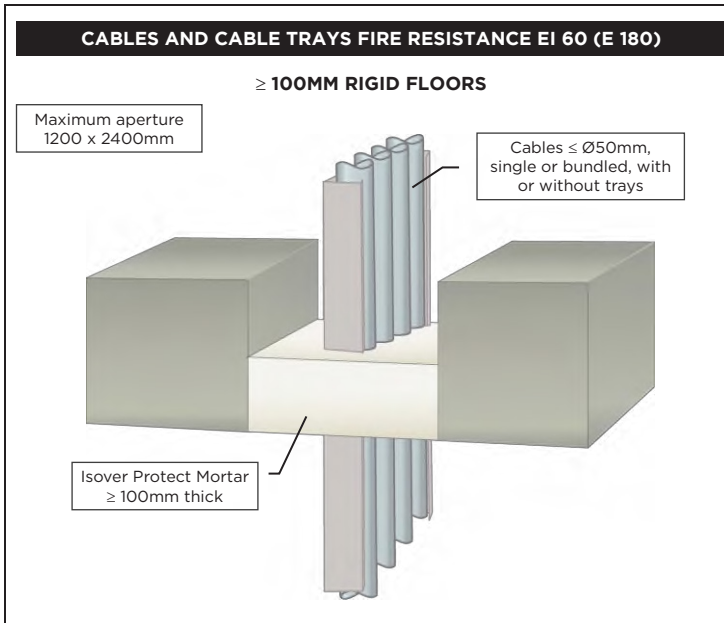 CABLES AND CABLE TRAYS FIRE RESISTANCE EI 60 (E 180)
≥ 100MM RIGID FLOORS
Maximum aperture
1200 x 2400mm
Cables ≤ Ø50mm,
single or bundled, with
or without trays
Isover Protect Mortar
≥ 100mm thick